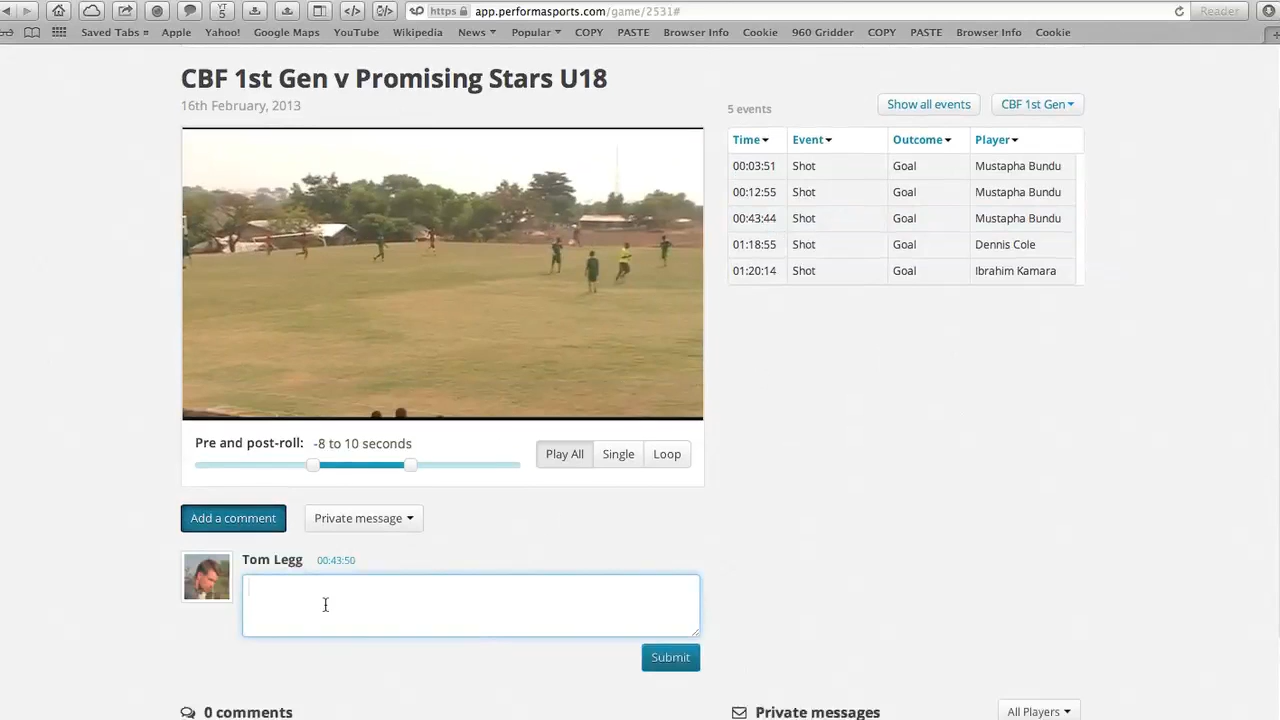 YT
5
https
app.performasports.com/game/2531#
Reader
Saved Tabs
Apple
Yahoo!
Google Maps
YouTube
Wikipedia
News
Popular
COPY
PASTE
Browser Info
Cookie
960 Gridder
COPY
PASTE
Browser Info
Cookie
CBF 1st Gen v Promising Stars U18
16th February, 2013
5 events
Show all events
CBF 1st Gen
Time Event Outcome Player
00:03:51 Shot Goal Mustapha Bundu
00:12:55 Shot Goal Mustapha Bundu
00:43:44 Shot Goal Mustapha Bundu
01:18:55 Shot Goal Dennis Cole
01:20:14 Shot Goal Ibrahim Kamara
Pre and post-roll: -8 to 10 seconds
Play All
Single
Loop
Add a comment
Private message
Tom Legg 00:43:50
Submit
0 comments
Private messages
All Players